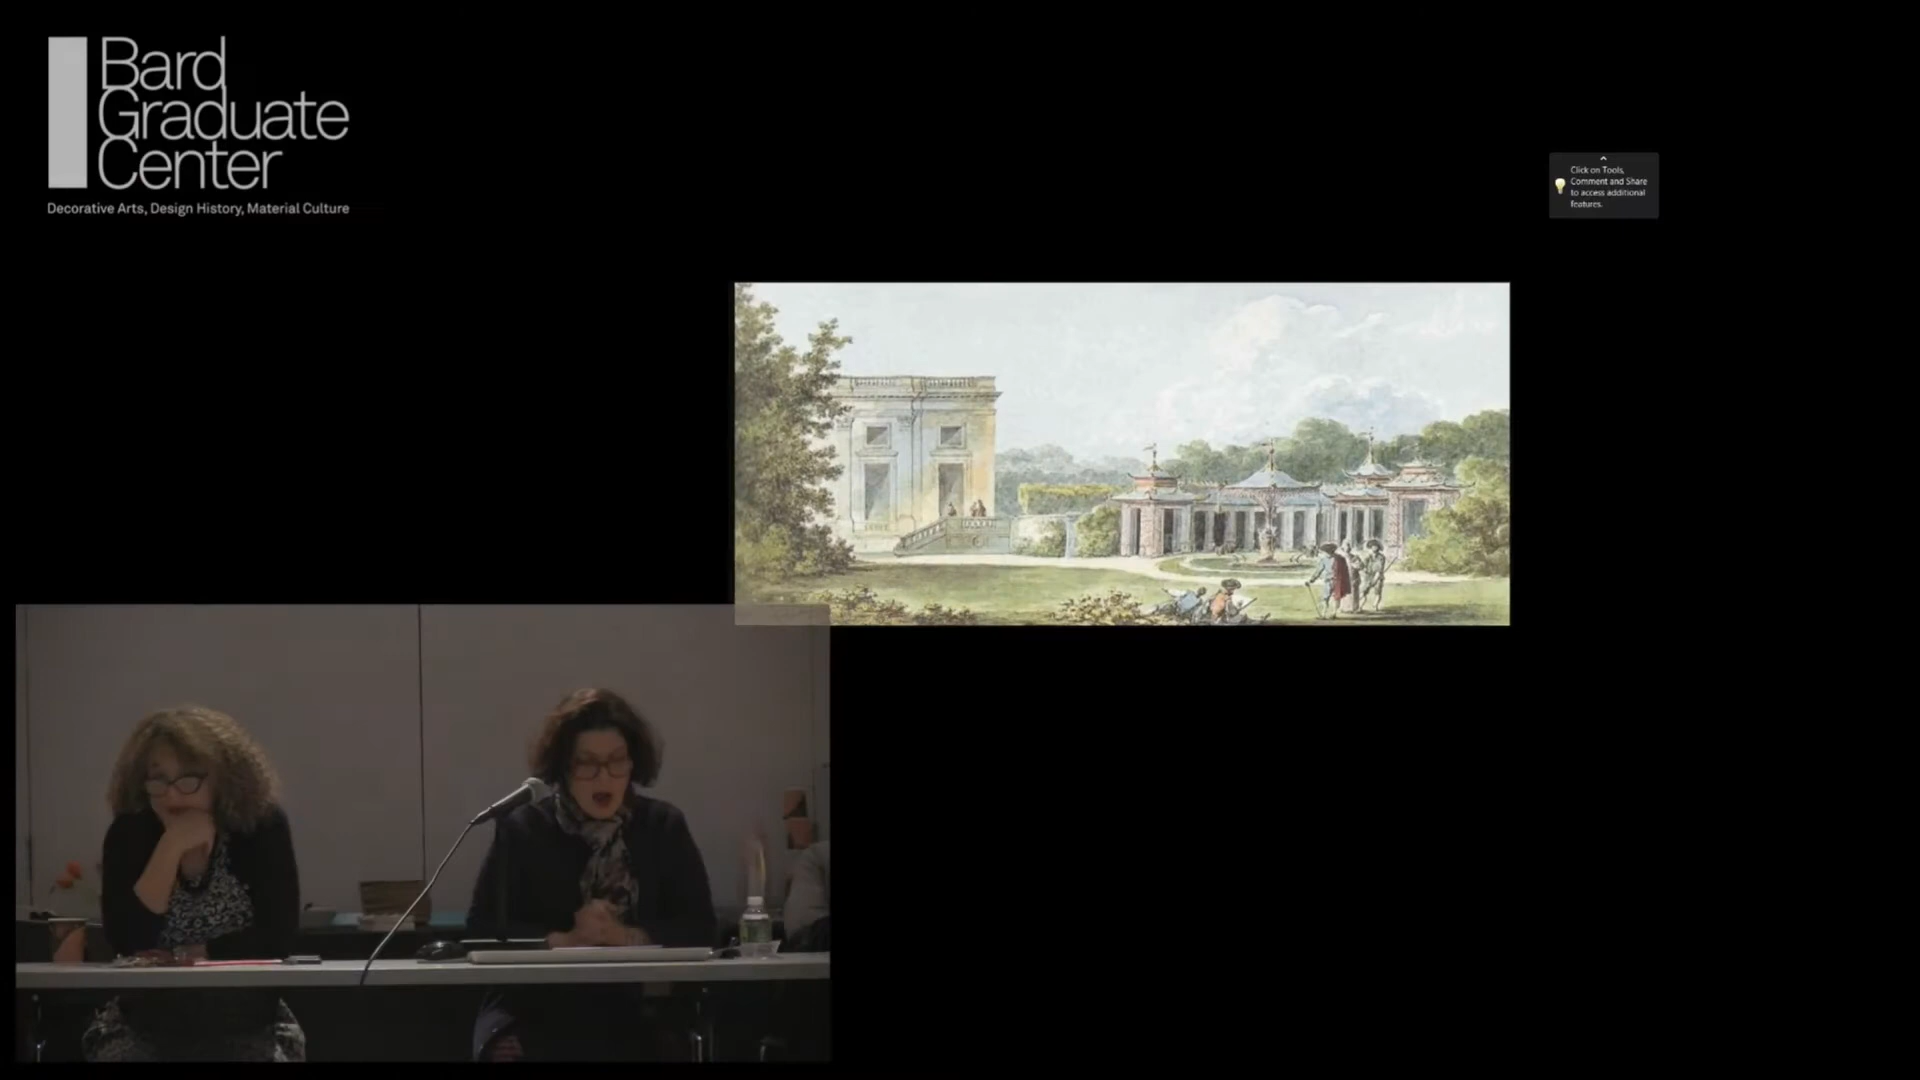 Bard
Graduate
Center
Decorative Arts, Design History, Material Culture
Click on Tools,
Comment and Share
to access additional
features.